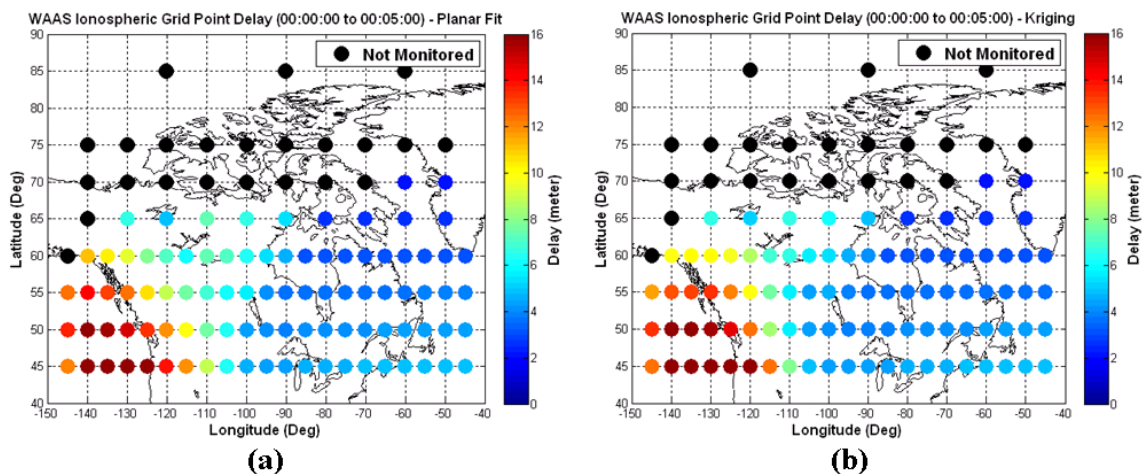 WAAS Ionospheric Grid Point Delay (00:00:00 to 00:05:00) - Planar Fit
Not Monitored
90
85
80
75
70
65
60
55
50
45
40
Latitude (Deg)
-150 -140 -130 -120 -110 -100 -90 -80 -70 -60 -50 -40
Longitude (Deg)
16
14
12
10
8
6
4
2
0
Delay (meter)
(a)
WAAS Ionospheric Grid Point Delay (00:00:00 to 00:05:00) - Kriging
Not Monitored
90
85
80
75
70
65
60
55
50
45
40
Latitude (Deg)
-150 -140 -130 -120 -110 -100 -90 -80 -70 -60 -50 -40
Longitude (Deg)
16
14
12
10
8
6
4
2
0
Delay (meter)
(b)